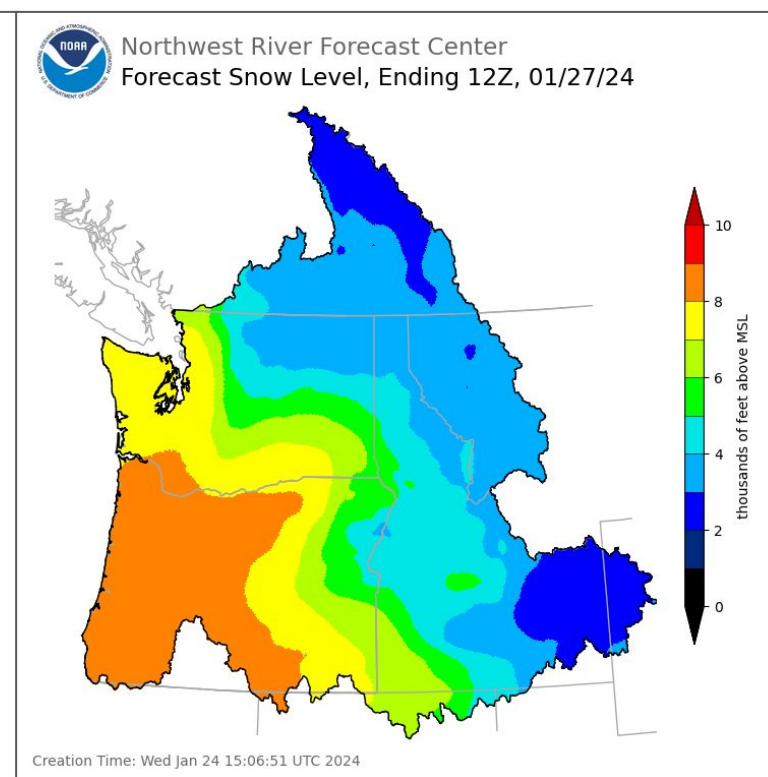 NOAA
Northwest River Forecast Center
Forecast Snow Level, Ending 12Z, 01/27/24
10
8
6
4
2
0
thousands of feet above MSL
Creation Time: Wed Jan 24 15:06:51 UTC 2024